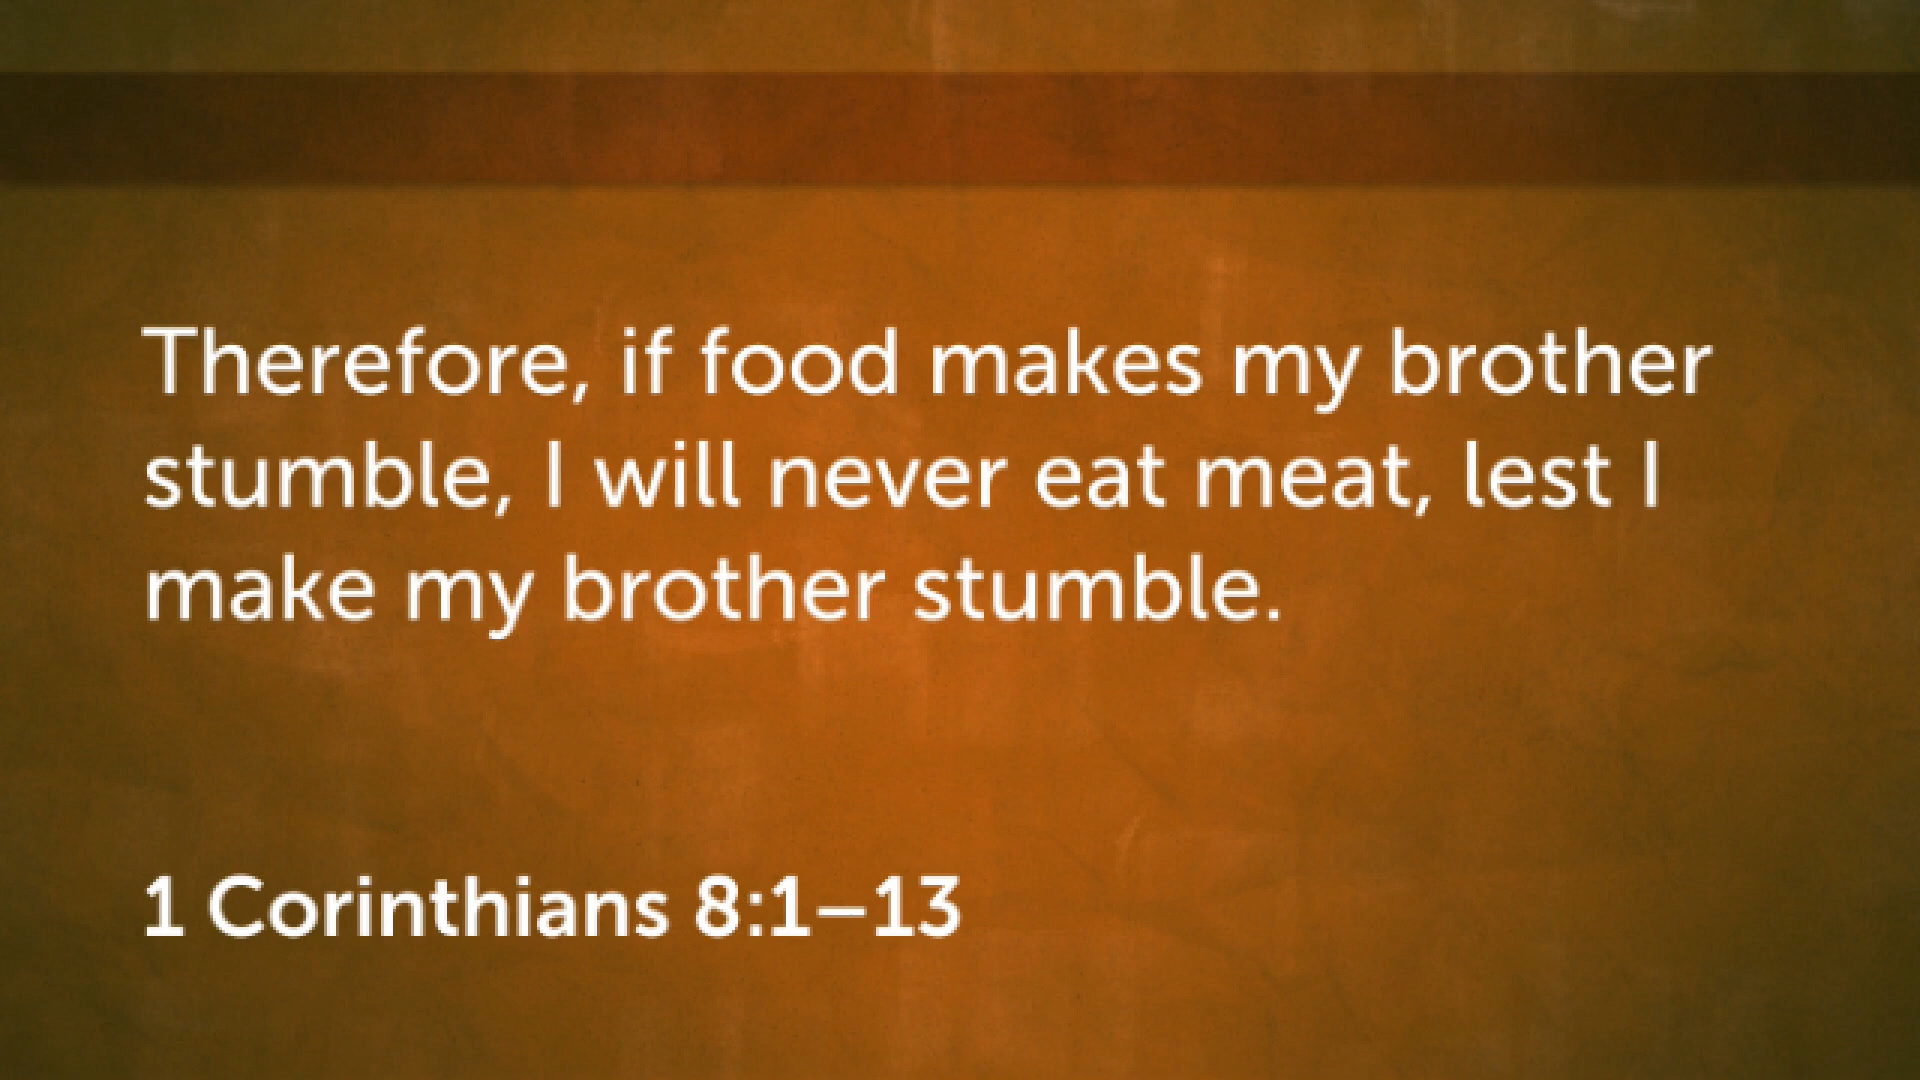 Therefore, if food makes my brother
stumble, I will never eat meat, lest I
make my brother stumble.
1 Corinthians 8:1–13